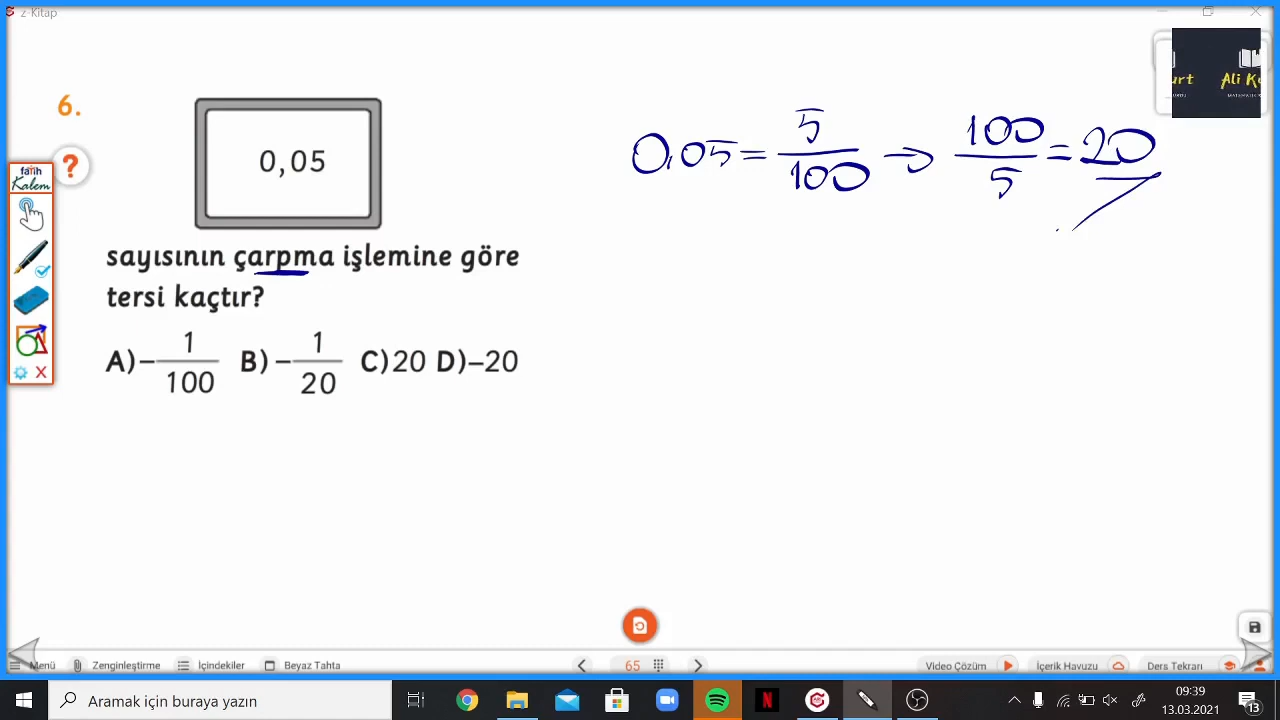 z-Kitap
6.
0,05
?
fatih
Kalem
sayısının çarpma işlemine göre
tersi kaçtır?
A) -1/100 B) -1/20 C) 20 D) -20
0,05 = 5/100 → 100/5 = 20
Ali K
Menü Zenginleştirme İçindekiler Beyaz Tahta 65 Video Çözüm İçerik Havuzu Ders Tekrarı
Aramak için buraya yazın
09:39
13.03.2021
13